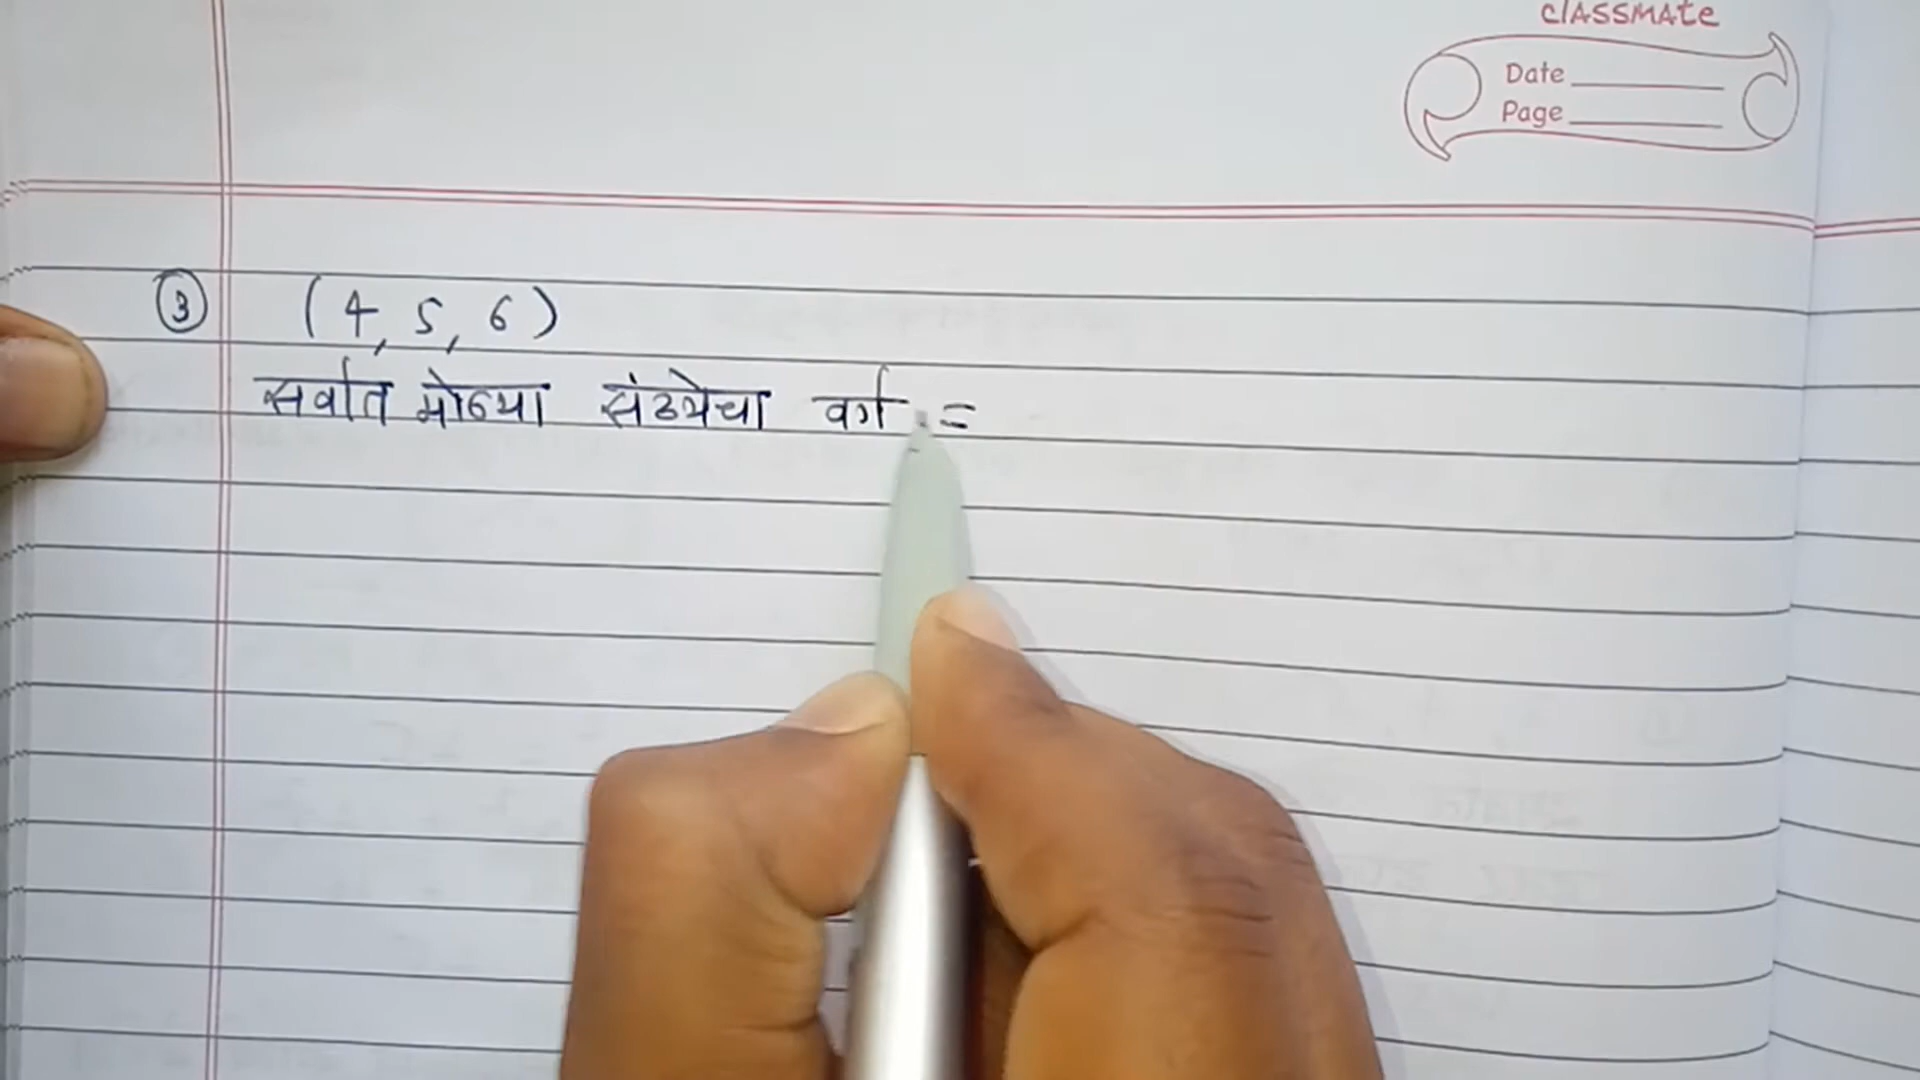 classmate
Date
Page
③ (4, 5, 6)
सर्वात मोठ्या संख्येचा वर्ग =